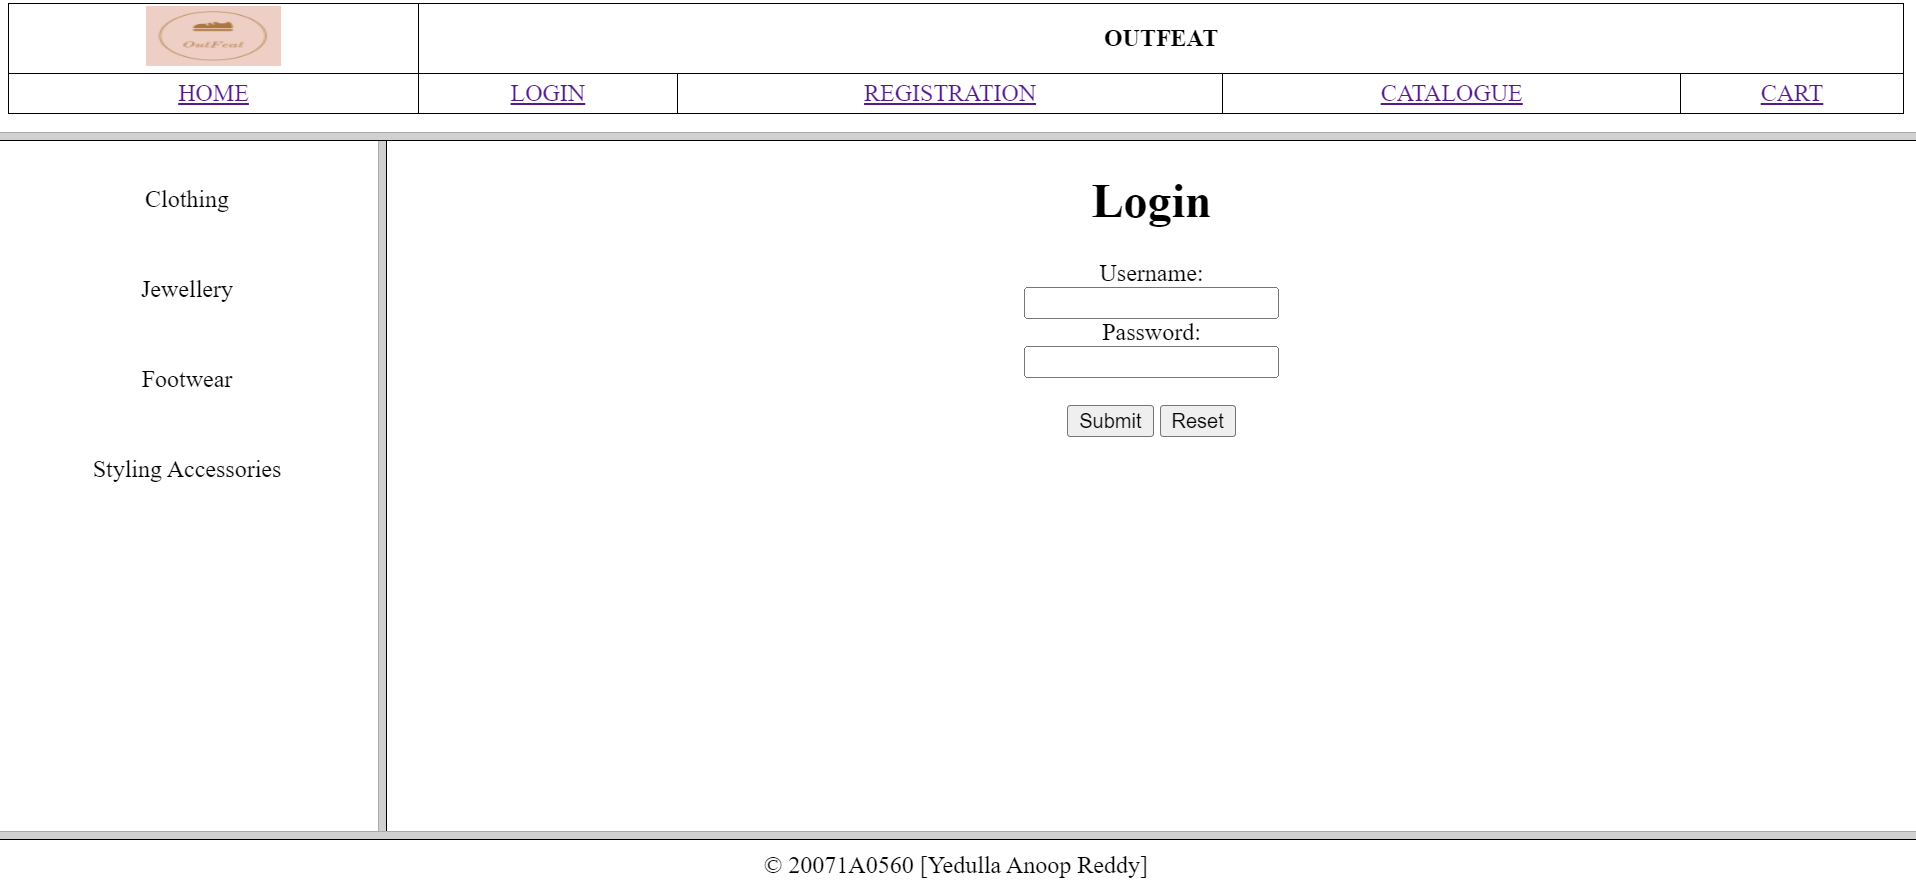 OutFeat
OUTFEAT
HOME LOGIN REGISTRATION CATALOGUE CART
Clothing
Jewellery
Footwear
Styling Accessories
Login
Username:
Password:
Submit Reset
© 20071A0560 [Yedulla Anoop Reddy]